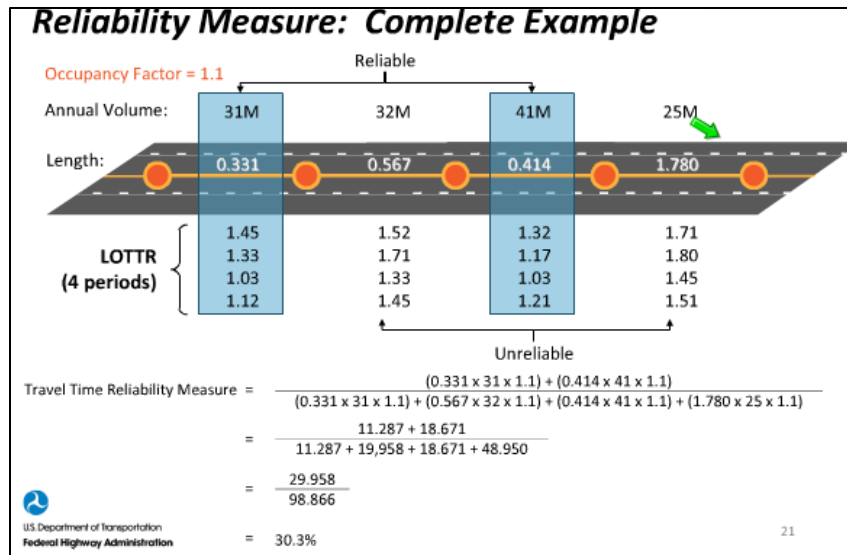 Reliability Measure: Complete Example
Reliable
Occupancy Factor = 1.1
Annual Volume: 31M 32M 41M 25M
Length: 0.331 0.567 0.414 1.780
LOTTR
(4 periods)
1.45 1.52 1.32 1.71
1.33 1.71 1.17 1.80
1.03 1.33 1.03 1.45
1.12 1.45 1.21 1.51
Unreliable
(0.331 x 31 x 1.1) + (0.414 x 41 x 1.1)
Travel Time Reliability Measure =
(0.331 x 31 x 1.1) + (0.567 x 32 x 1.1) + (0.414 x 41 x 1.1) + (1.780 x 25 x 1.1)
11.287 + 18.671
=
11.287 + 19,958 + 18.671 + 48.950
29.958
=
98.866
= 30.3%
U.S. Department of Transportation
Federal Highway Administration
21